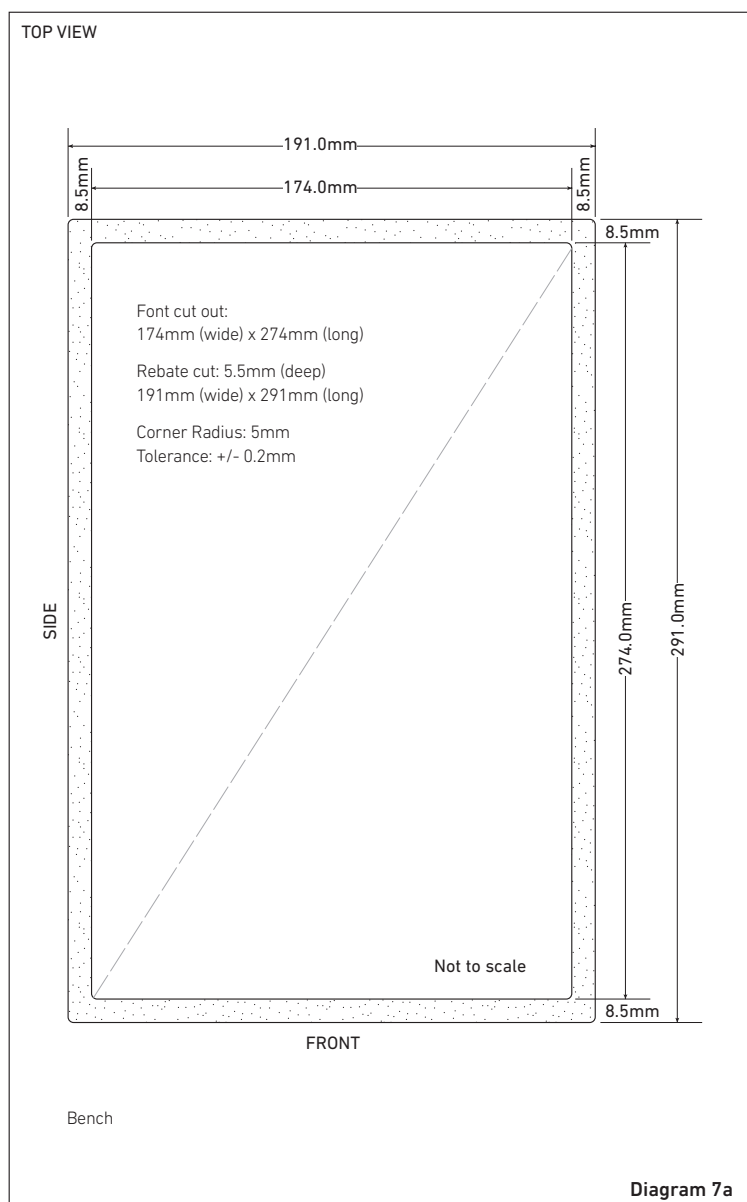 TOP VIEW
191.0mm
8.5mm
174.0mm
8.5mm
8.5mm
Font cut out:
174mm (wide) x 274mm (long)
Rebate cut: 5.5mm (deep)
191mm (wide) x 291mm (long)
Corner Radius: 5mm
Tolerance: +/- 0.2mm
SIDE
274.0mm
291.0mm
Not to scale
8.5mm
FRONT
Bench
Diagram 7a